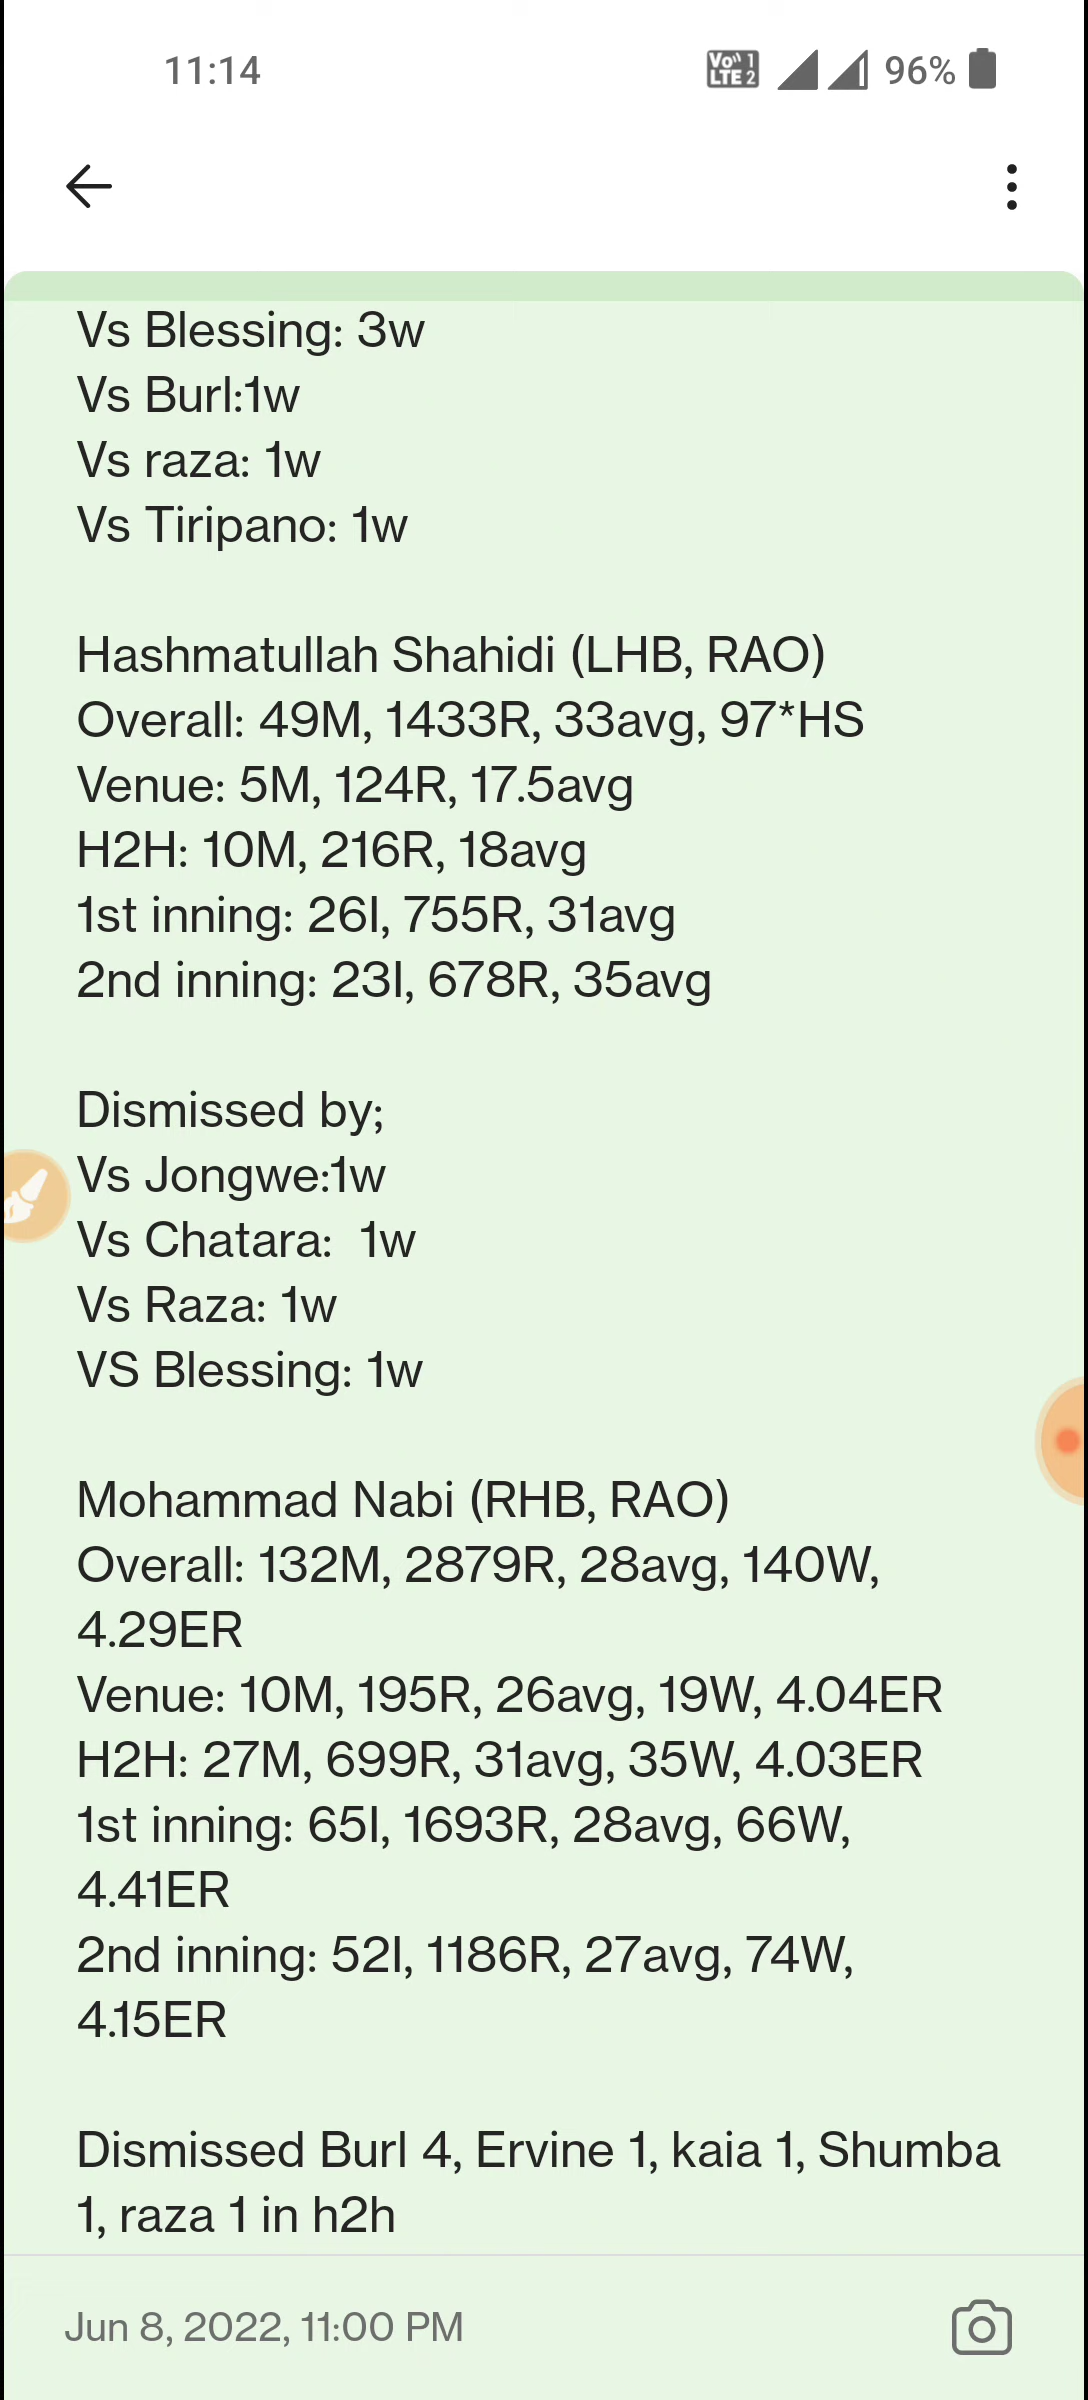 11:14
Vo)) 1
LTE 2
96%
Vs Blessing: 3w
Vs Burl:1w
Vs raza: 1w
Vs Tiripano: 1w
Hashmatullah Shahidi (LHB, RAO)
Overall: 49M, 1433R, 33avg, 97*HS
Venue: 5M, 124R, 17.5avg
H2H: 10M, 216R, 18avg
1st inning: 26I, 755R, 31avg
2nd inning: 23I, 678R, 35avg
Dismissed by;
Vs Jongwe:1w
Vs Chatara:  1w
Vs Raza: 1w
VS Blessing: 1w
Mohammad Nabi (RHB, RAO)
Overall: 132M, 2879R, 28avg, 140W,
4.29ER
Venue: 10M, 195R, 26avg, 19W, 4.04ER
H2H: 27M, 699R, 31avg, 35W, 4.03ER
1st inning: 65I, 1693R, 28avg, 66W,
4.41ER
2nd inning: 52I, 1186R, 27avg, 74W,
4.15ER
Dismissed Burl 4, Ervine 1, kaia 1, Shumba
1, raza 1 in h2h
Jun 8, 2022, 11:00 PM